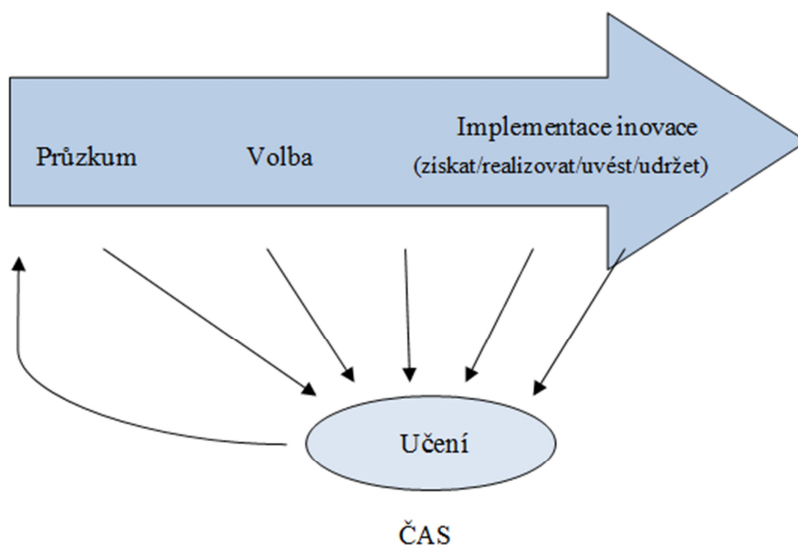 Průzkum
Volba
Implementace inovace
(získat/realizovat/uvést/udržet)
Učení
ČAS